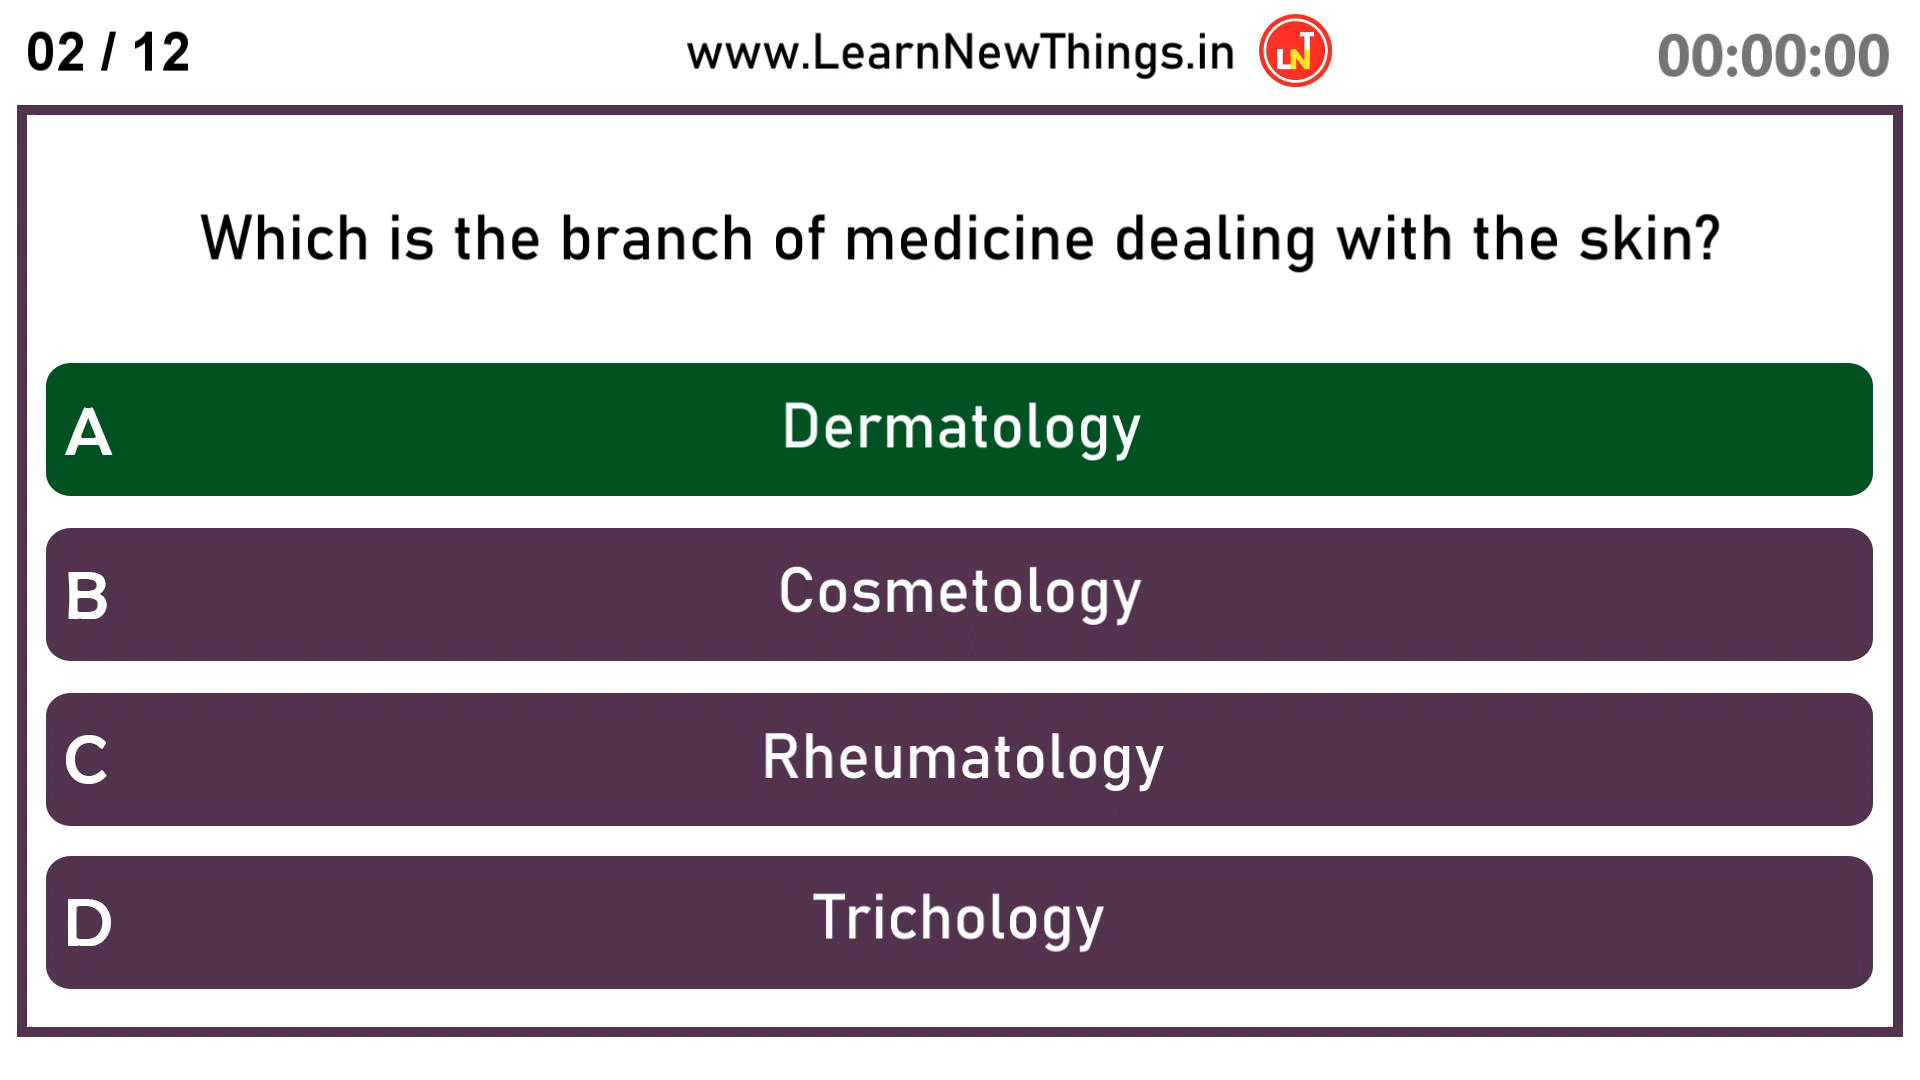 02 / 12
www.LearnNewThings.in
LNT
00:00:00
Which is the branch of medicine dealing with the skin?
A Dermatology
B Cosmetology
C Rheumatology
D Trichology